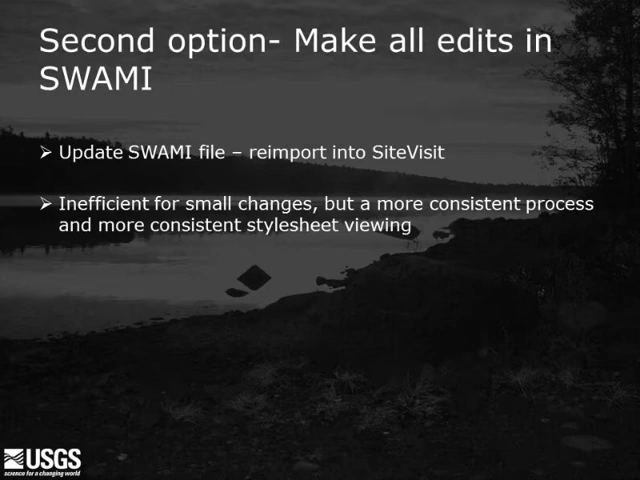 Second option- Make all edits in
SWAMI
➢ Update SWAMI file – reimport into SiteVisit
➢ Inefficient for small changes, but a more consistent process
and more consistent stylesheet viewing
USGS
science for a changing world